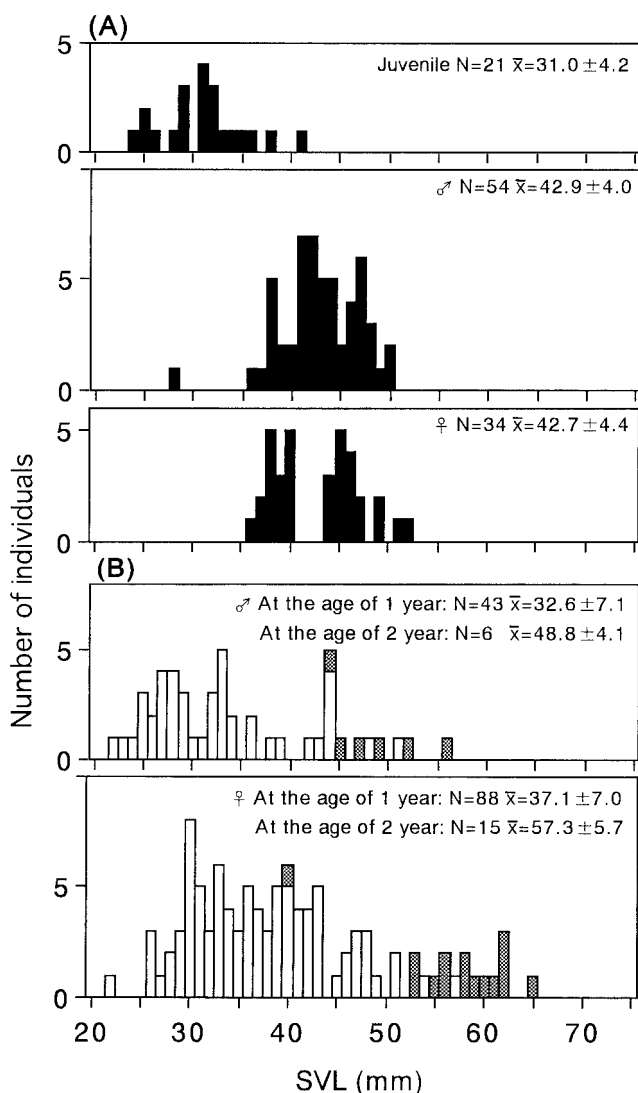 (A)
5
Juvenile N=21 x̄=31.0 ±4.2
0
♂ N=54 x̄=42.9±4.0
5
0
♀ N=34 x̄=42.7±4.4
5
0
Number of individuals
(B)
♂ At the age of 1 year: N=43 x̄=32.6±7.1
At the age of 2 year: N=6 x̄=48.8±4.1
5
0
♀ At the age of 1 year: N=88 x̄=37.1±7.0
At the age of 2 year: N=15 x̄=57.3±5.7
5
0
20 30 40 50 60 70
SVL (mm)